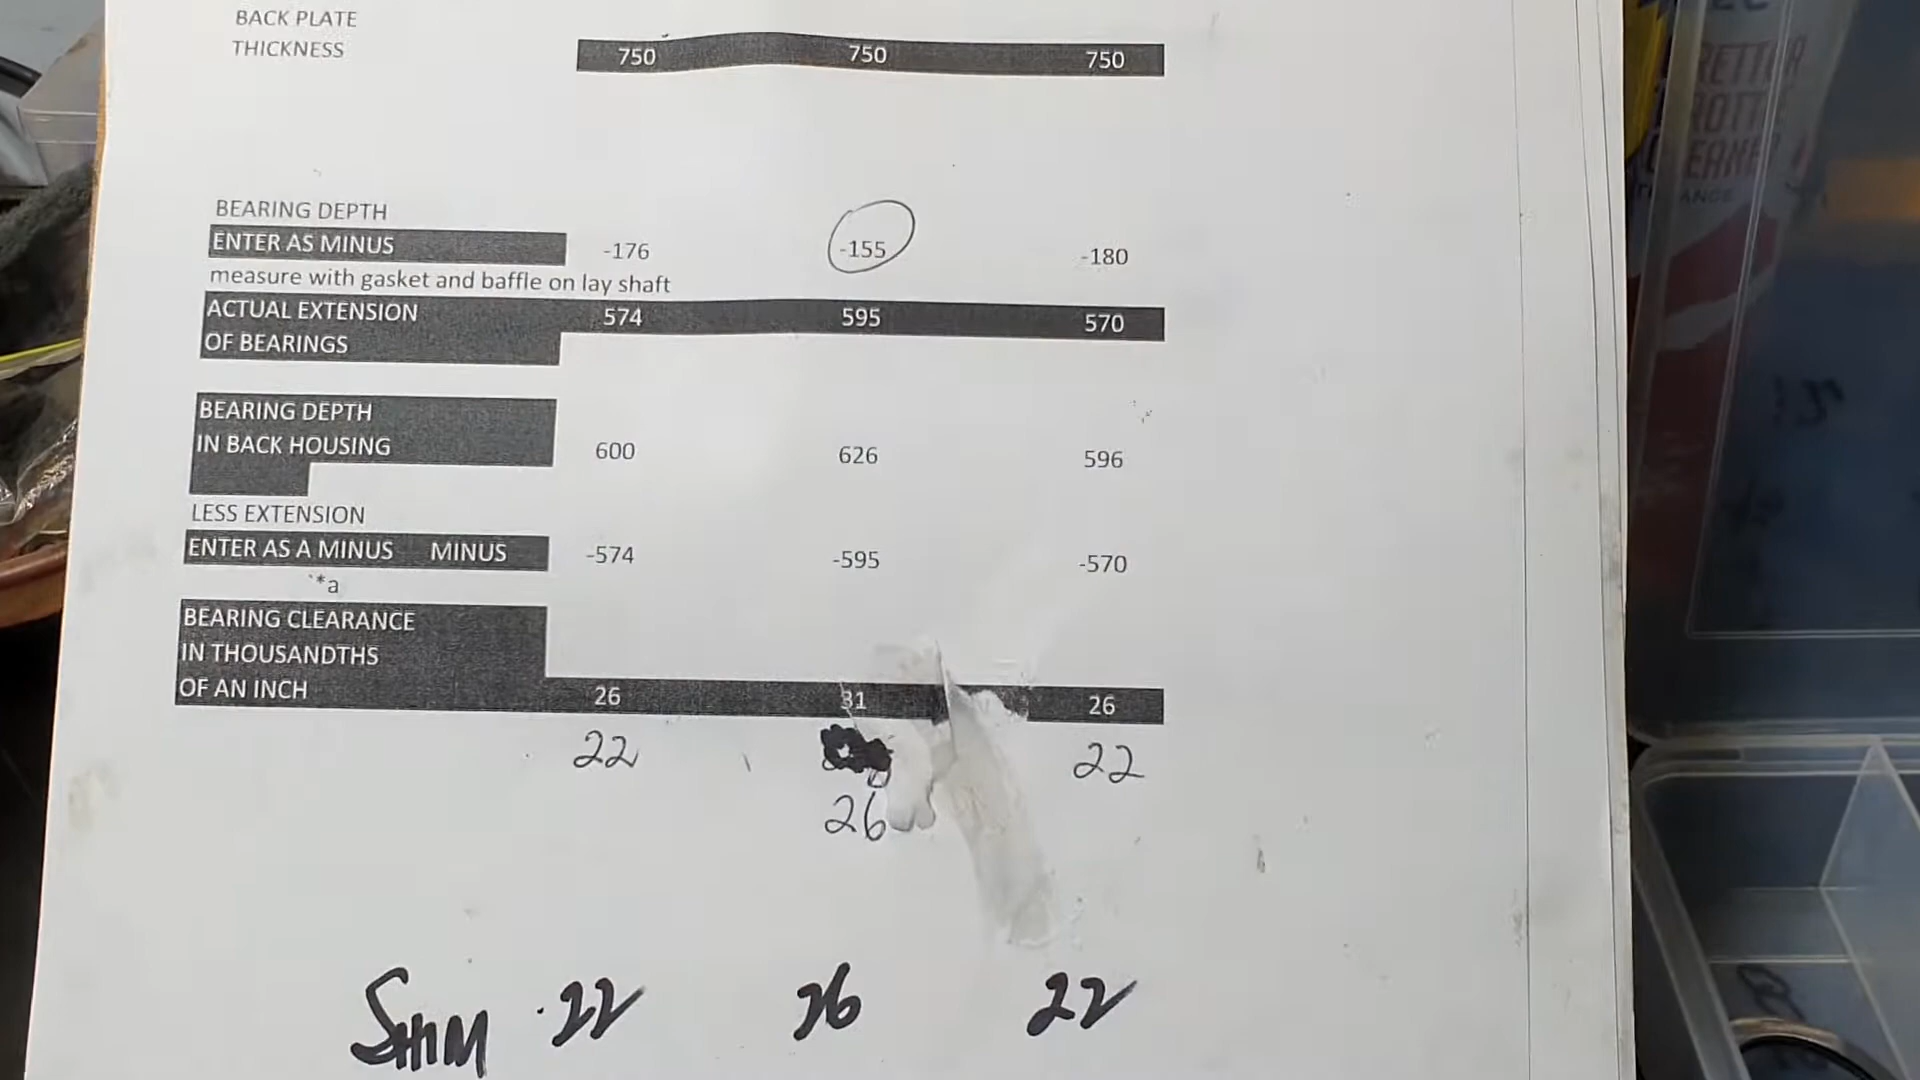 BACK PLATE
THICKNESS 750 750 750
BEARING DEPTH
ENTER AS MINUS -176 -155 -180
measure with gasket and baffle on lay shaft
ACTUAL EXTENSION 574 595 570
OF BEARINGS
BEARING DEPTH
IN BACK HOUSING 600 626 596
LESS EXTENSION
ENTER AS A MINUS MINUS -574 -595 -570
`*a
BEARING CLEARANCE
IN THOUSANDTHS
OF AN INCH 26 31 26
22 22
26
SHIM .22 26 22